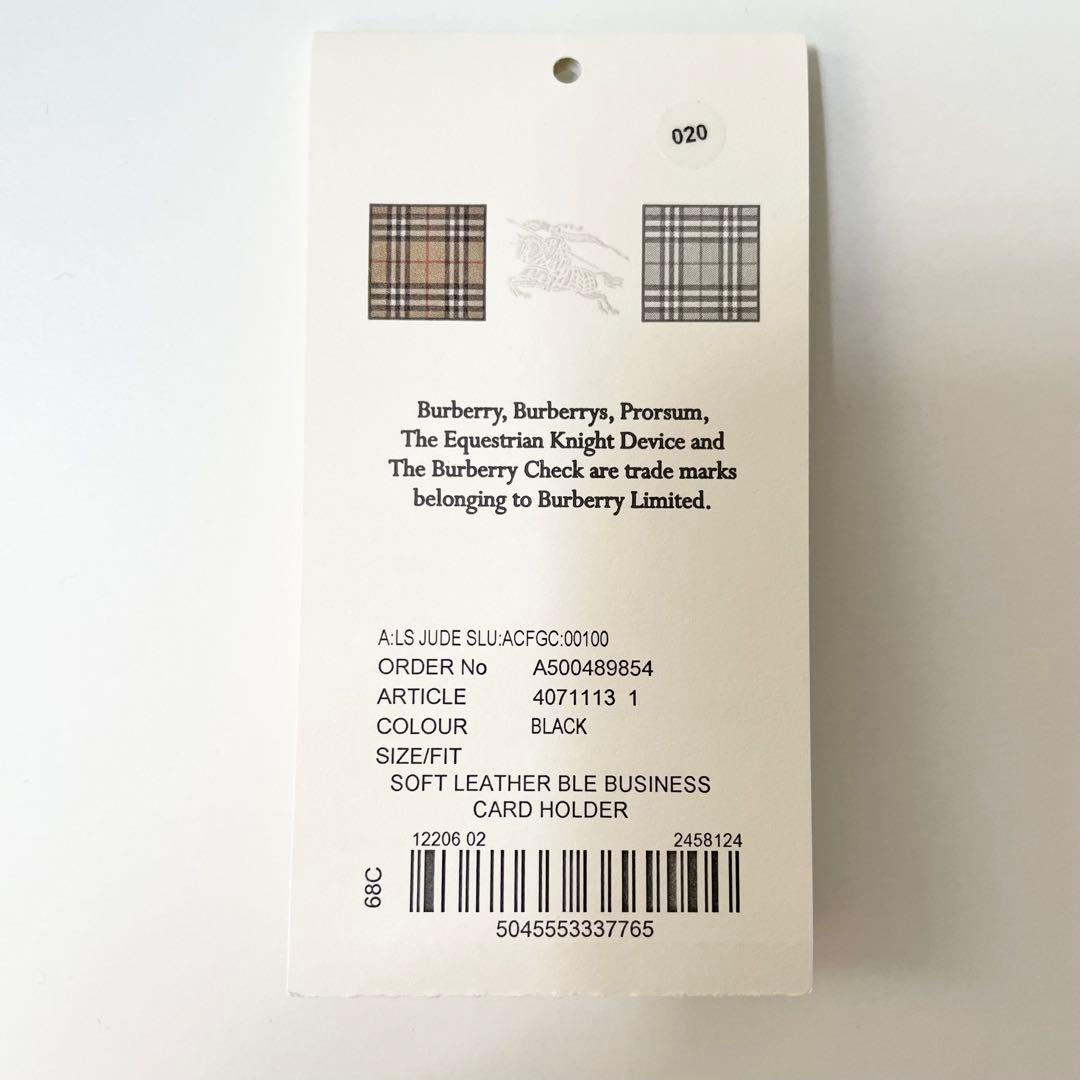 020
Burberry, Burberrys, Prorsum,
The Equestrian Knight Device and
The Burberry Check are trade marks
belonging to Burberry Limited.
A:LS JUDE SLU:ACFGC:00100
ORDER No A500489854
ARTICLE 4071113 1
COLOUR BLACK
SIZE/FIT
SOFT LEATHER BLE BUSINESS
CARD HOLDER
12206 02 2458124
68C
5045553337765